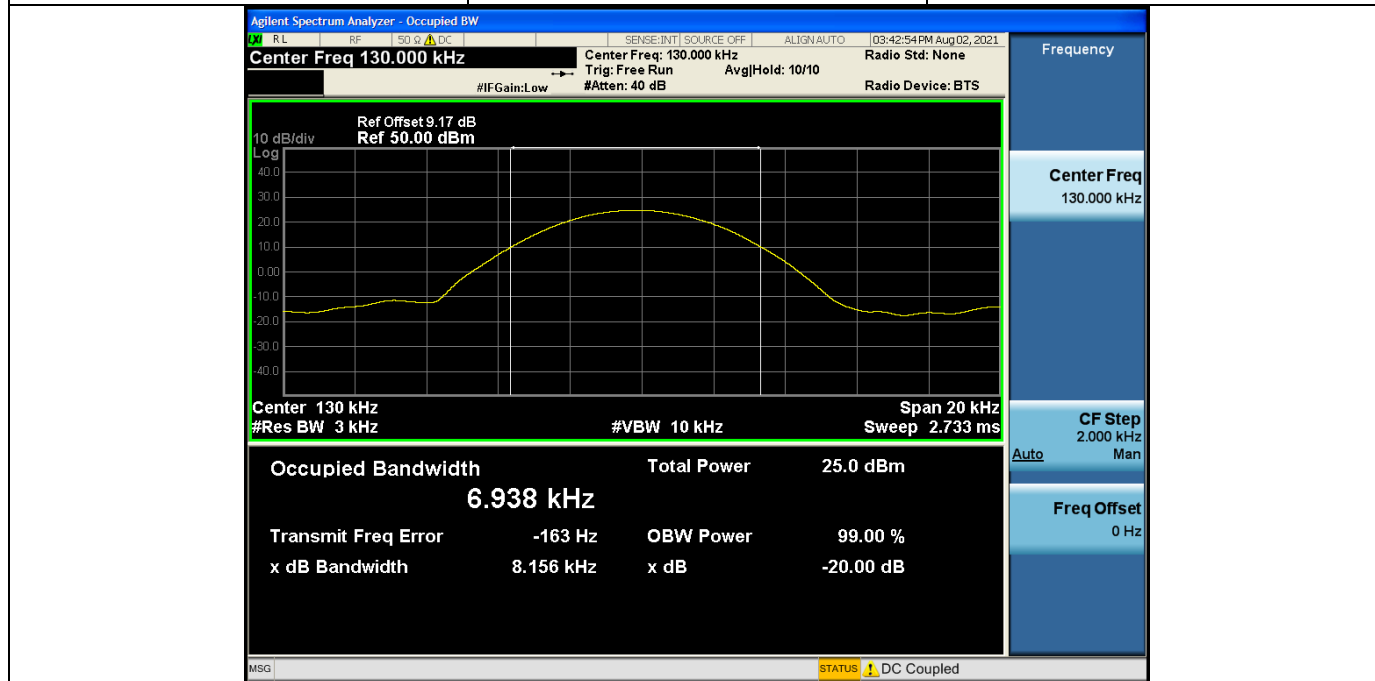 Agilent Spectrum Analyzer - Occupied BW
LXI RL RF 50 Ω DC SENSE:INT SOURCE OFF ALIGN AUTO 03:42:54 PM Aug 02, 2021
Center Freq 130.000 kHz Center Freq: 130.000 kHz Radio Std: None Frequency
Trig: Free Run Avg|Hold: 10/10
#IFGain:Low #Atten: 40 dB Radio Device: BTS
Ref Offset 9.17 dB
10 dB/div Ref 50.00 dBm
Log
40.0
30.0
20.0
10.0
0.00
-10.0
-20.0
-30.0
-40.0
Center 130 kHz Span 20 kHz
#Res BW 3 kHz #VBW 10 kHz Sweep 2.733 ms
Occupied Bandwidth Total Power 25.0 dBm
6.938 kHz
Transmit Freq Error -163 Hz OBW Power 99.00 %
x dB Bandwidth 8.156 kHz x dB -20.00 dB
Center Freq
130.000 kHz
CF Step
2.000 kHz
Auto Man
Freq Offset
0 Hz
MSG STATUS DC Coupled